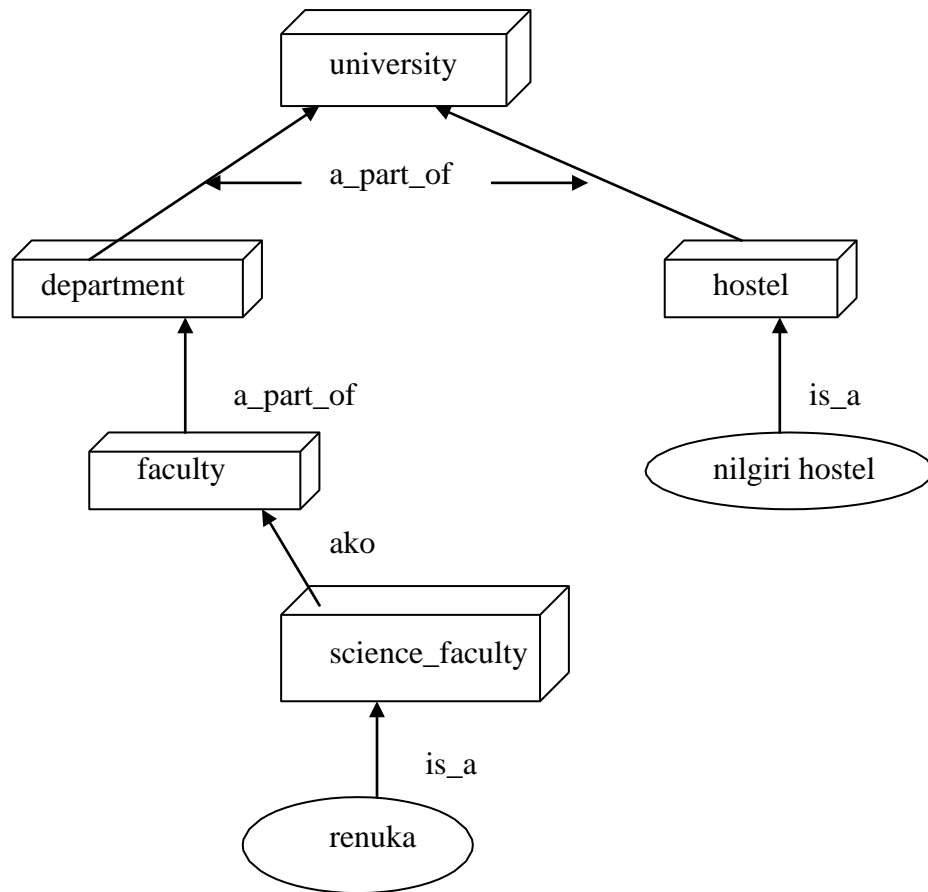 university
a_part_of
department
hostel
a_part_of
is_a
faculty
nilgiri hostel
ako
science_faculty
is_a
renuka